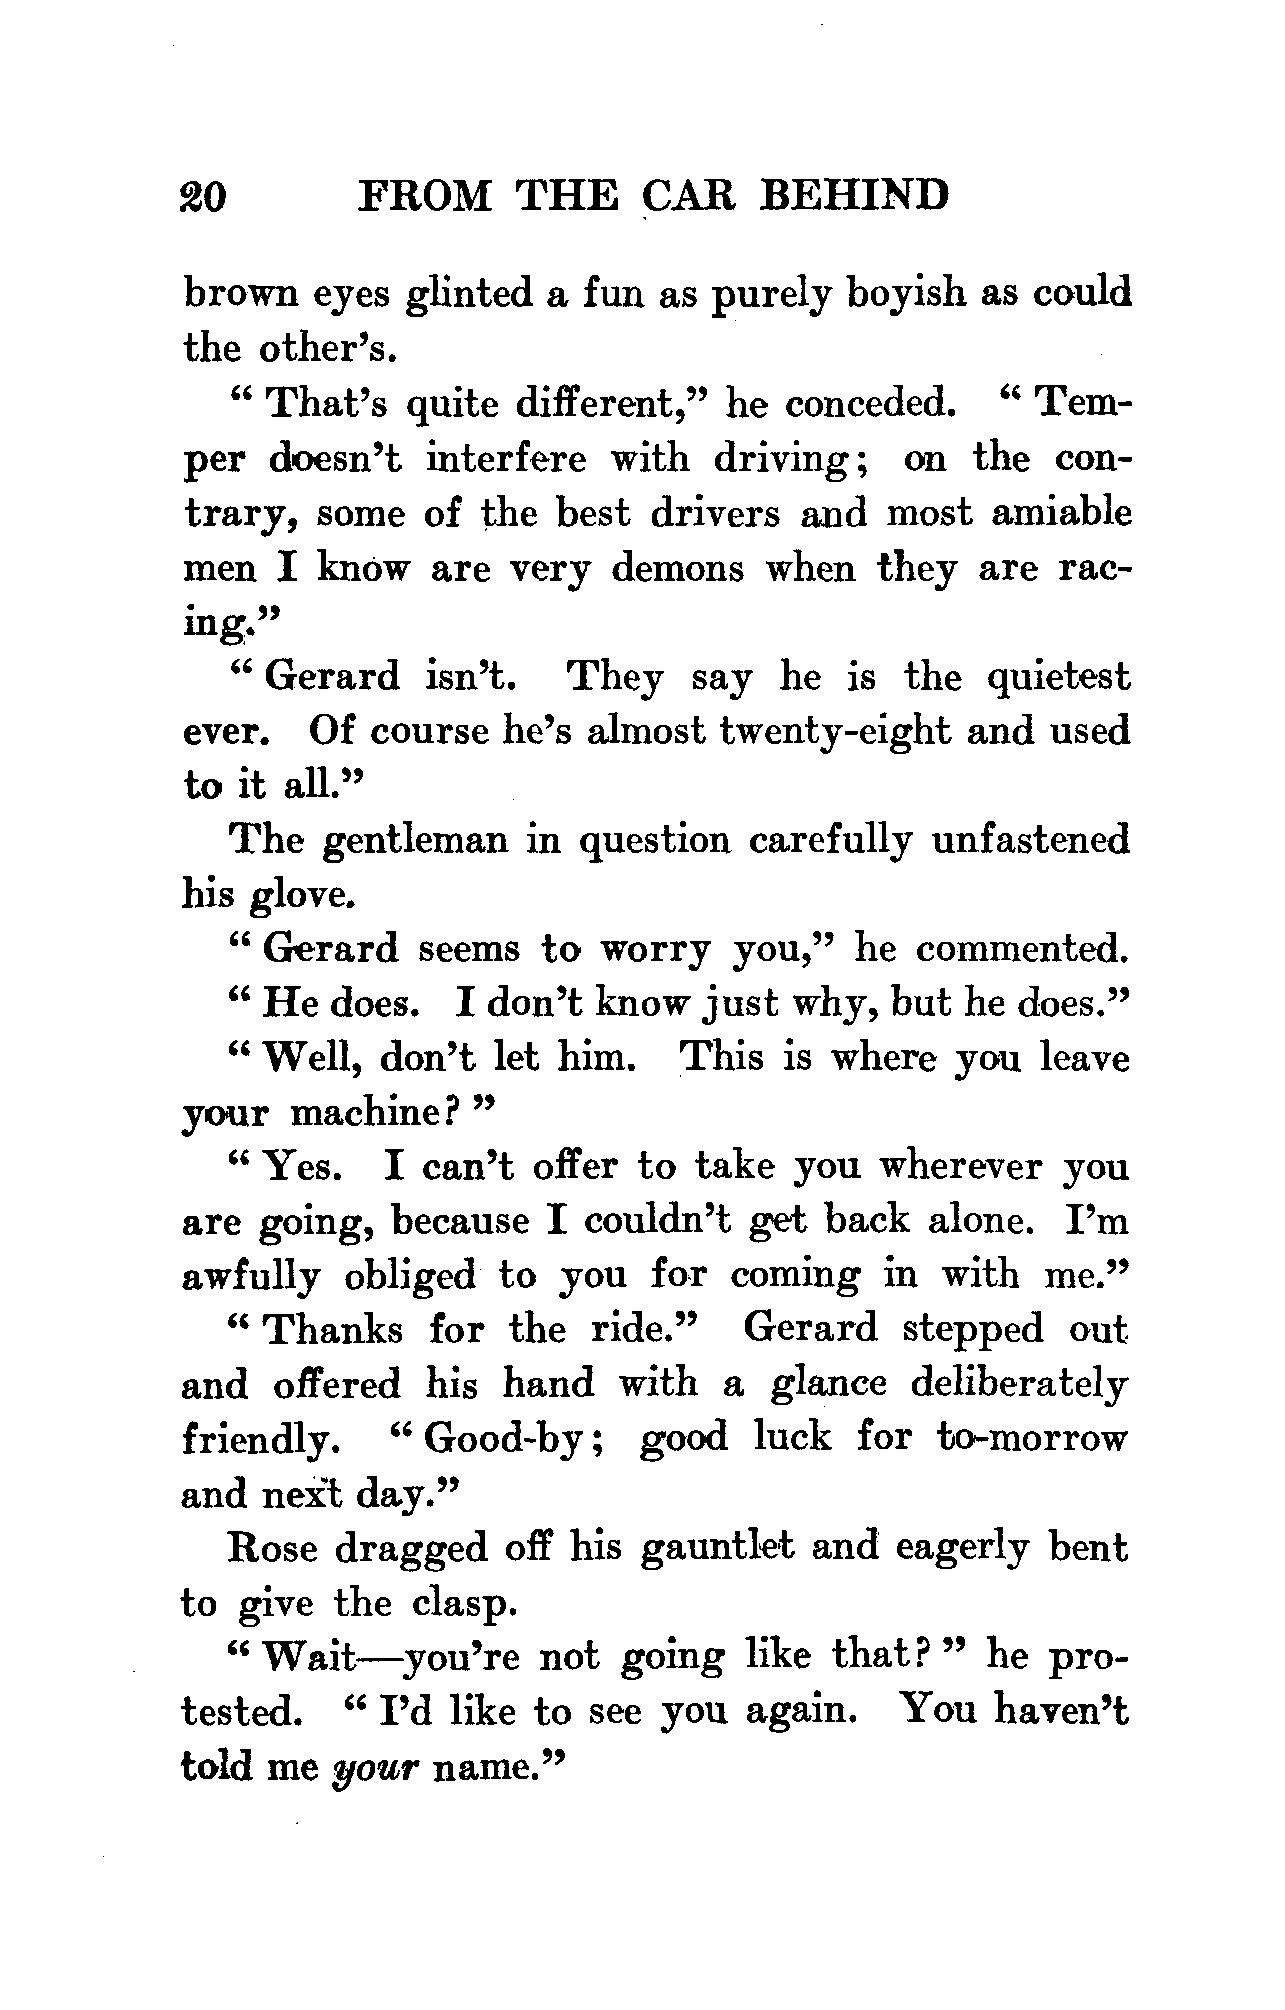 20 FROM THE CAR BEHIND
brown eyes glinted a fun as purely boyish as could
the other's.
“ That's quite different,” he conceded. “ Tem-
per doesn't interfere with driving; on the con-
trary, some of the best drivers and most amiable
men I know are very demons when they are rac-
ing.”
“ Gerard isn't. They say he is the quietest
ever. Of course he's almost twenty-eight and used
to it all.”
The gentleman in question carefully unfastened
his glove.
“ Gerard seems to worry you,” he commented.
“ He does. I don't know just why, but he does.”
“ Well, don't let him. This is where you leave
your machine? ”
“ Yes. I can't offer to take you wherever you
are going, because I couldn't get back alone. I'm
awfully obliged to you for coming in with me.”
“ Thanks for the ride.” Gerard stepped out
and offered his hand with a glance deliberately
friendly. “ Good-by; good luck for to-morrow
and next day.”
Rose dragged off his gauntlet and eagerly bent
to give the clasp.
“ Wait—you're not going like that? ” he pro-
tested. “ I'd like to see you again. You haven't
told me your name.”